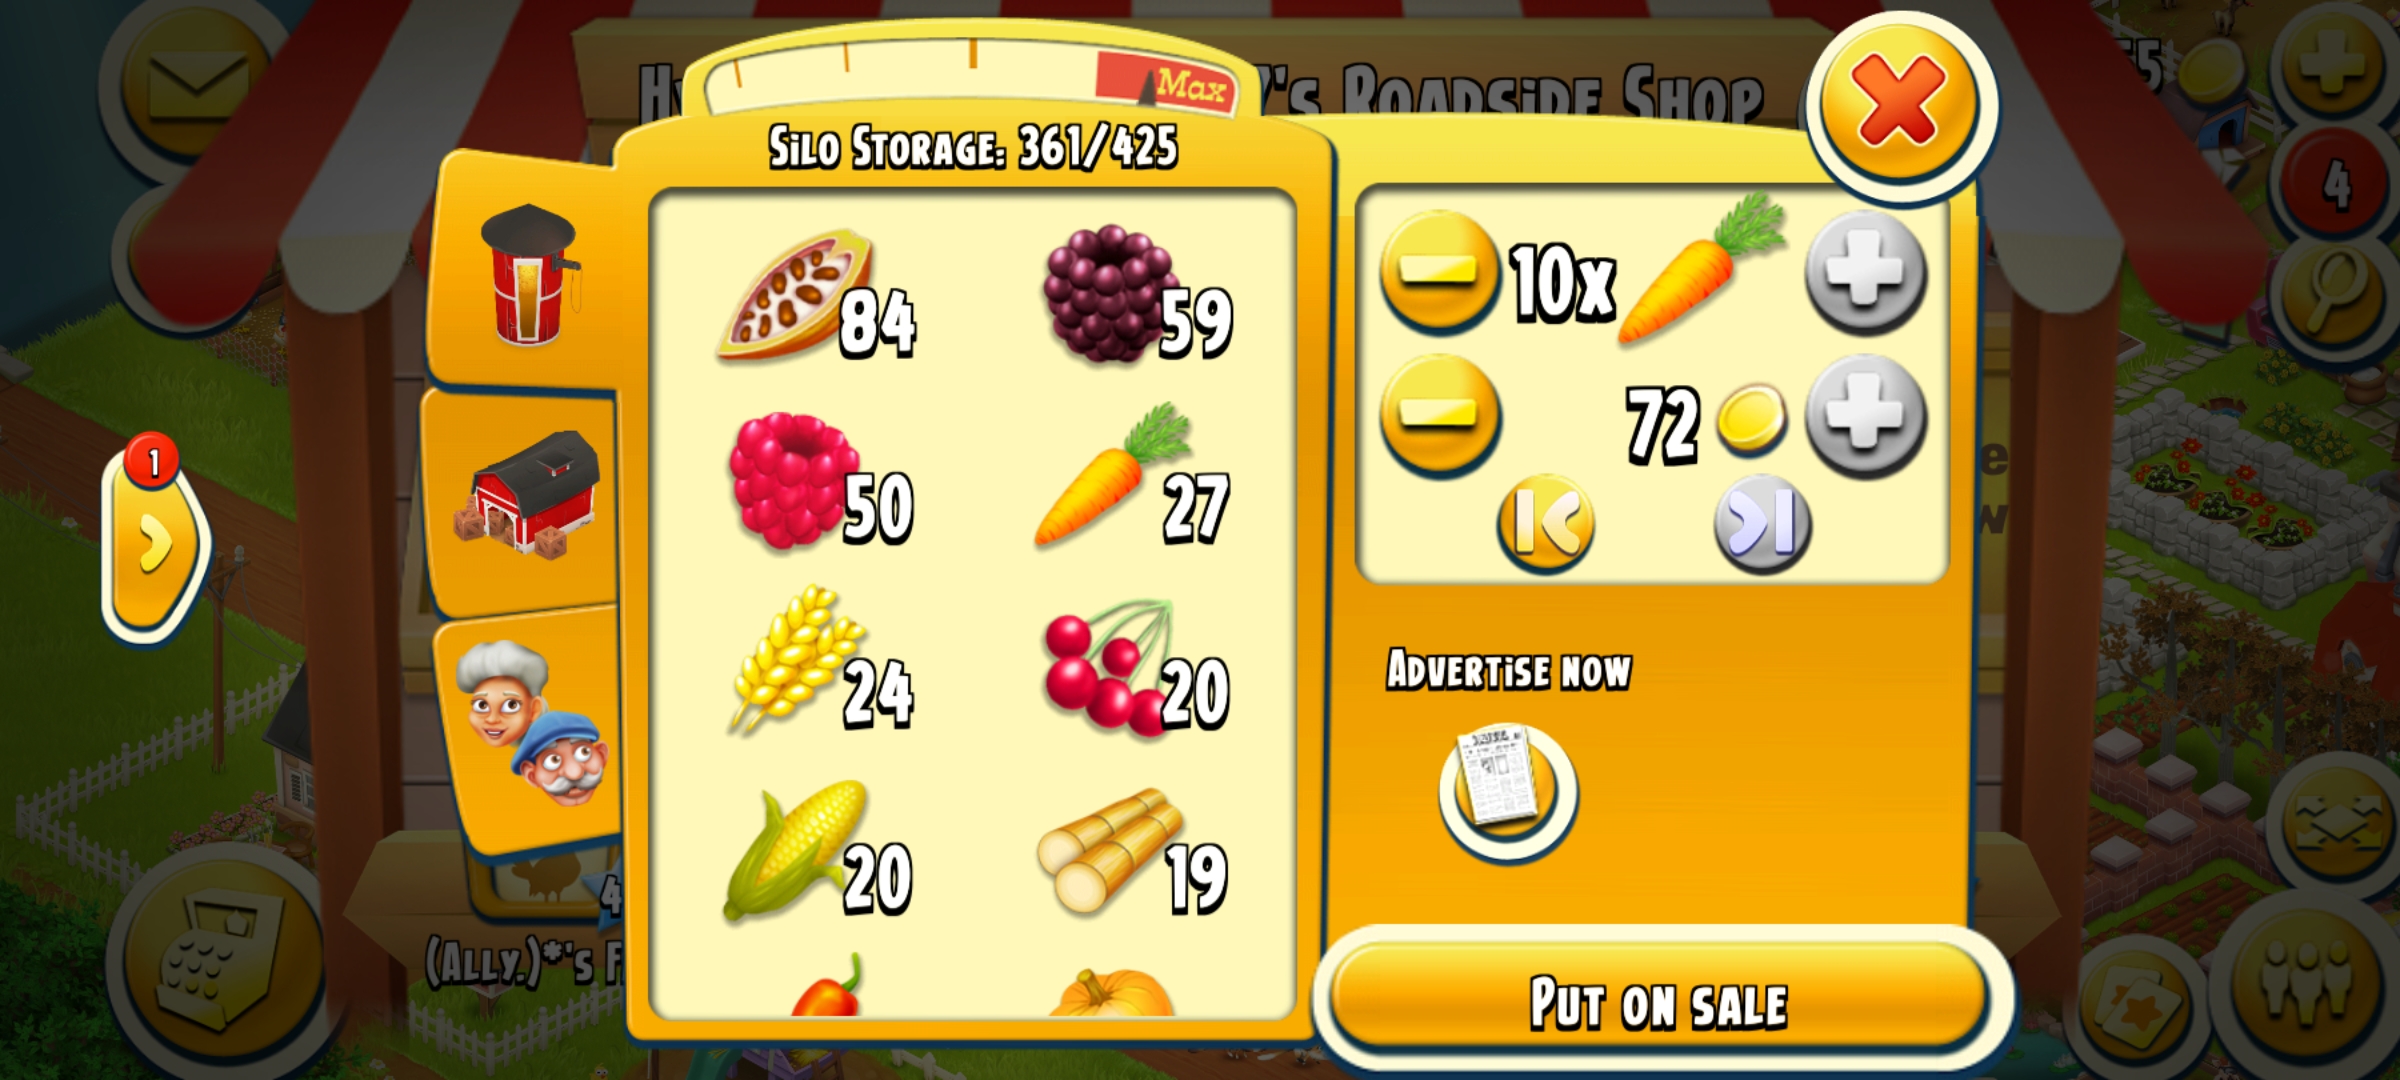 's Roadside Shop
Max
Silo Storage: 361/425
84
59
50
27
24
20
20
19
10x
72
Advertise now
Put on sale
1
4
(Ally.)*'s